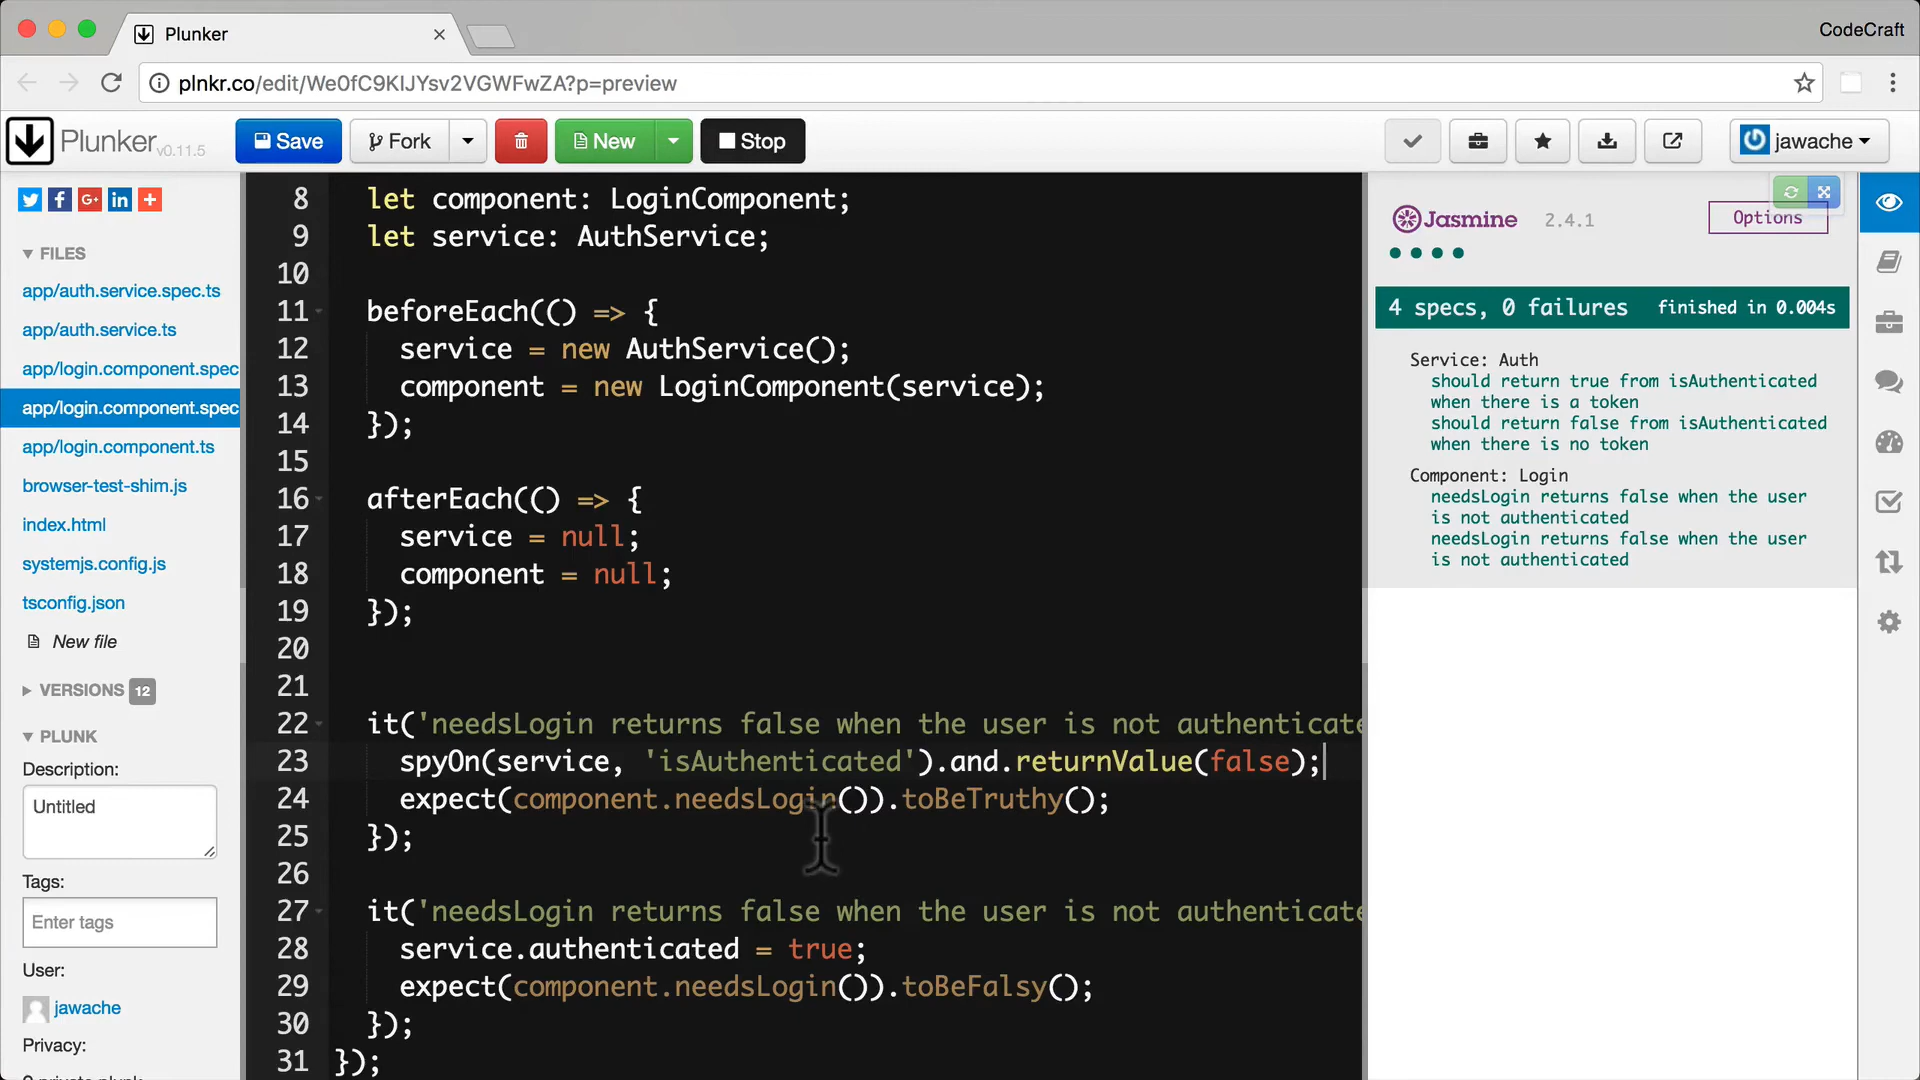 Plunker
CodeCraft
plnkr.co/edit/We0fC9KIJYsv2VGWFwZA?p=preview
Plunker v0.11.5
Save
Fork
New
Stop
jawache
FILES
app/auth.service.spec.ts
app/auth.service.ts
app/login.component.spec
app/login.component.spec
app/login.component.ts
browser-test-shim.js
index.html
systemjs.config.js
tsconfig.json
New file
VERSIONS 12
PLUNK
Description:
Untitled
Tags:
Enter tags
User:
jawache
Privacy:
8 let component: LoginComponent;
9 let service: AuthService;
10
11 beforeEach(() => {
12 service = new AuthService();
13 component = new LoginComponent(service);
14 });
15
16 afterEach(() => {
17 service = null;
18 component = null;
19 });
20
21
22 it('needsLogin returns false when the user is not authenticate
23 spyOn(service, 'isAuthenticated').and.returnValue(false);
24 expect(component.needsLogin()).toBeTruthy();
25 });
26
27 it('needsLogin returns false when the user is not authenticate
28 service.authenticated = true;
29 expect(component.needsLogin()).toBeFalsy();
30 });
31 });
Jasmine 2.4.1
Options
4 specs, 0 failures finished in 0.004s
Service: Auth
should return true from isAuthenticated
when there is a token
should return false from isAuthenticated
when there is no token
Component: Login
needsLogin returns false when the user
is not authenticated
needsLogin returns false when the user
is not authenticated